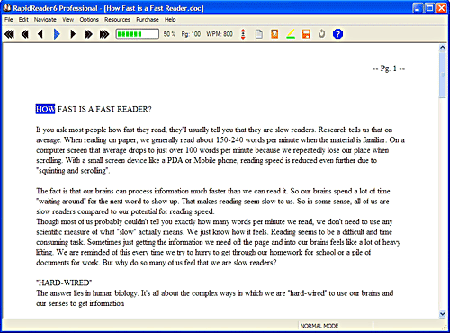 RapidReader6 Professional - [How Fast is a Fast Reader.doc]
File Edit Navigate View Options Resources Purchase Help
50 % Pg: 100 WPM: 800
-- Pg. 1 --
HOW FAST IS A FAST READER?
If you ask most people how fast they read, they'll usually tell you that they are slow readers. Research tells us that on
average. When reading on paper, we generally read about 150-240 words per minute when the material is familiar. On a
computer screen that average drops to just over 100 words per minute because we repeatedly lose our place when
scrolling. With a small screen device like a PDA or Mobile phone, reading speed is reduced even further due to
"squinting and scrolling".
The fact is that our brains can process information much faster than we can read it. So our brains spend a lot of time
"waiting around" for the next word to show up. That makes reading seem slow to us. So in some sense, all of us are
slow readers compared to our potential for reading speed.
Though most of us probably couldn't tell you exactly how many words per minute we read, we don't need to use any
scientific measure of what "slow" actually means. We just know how it feels. Reading seems to be a difficult and time
consuming task. Sometimes just getting the information we need off the page and into our brains feels like a lot of heavy
lifting. We are reminded of this every time we try to hurry to get through our homework for school or a pile of
documents for work. But why do so many of us feel that we are slow readers?
"HARD-WIRED"
The answer lies in human biology. It's all about the complex ways in which we are "hard-wired" to use our brains and
our senses to get information
NORMAL MODE